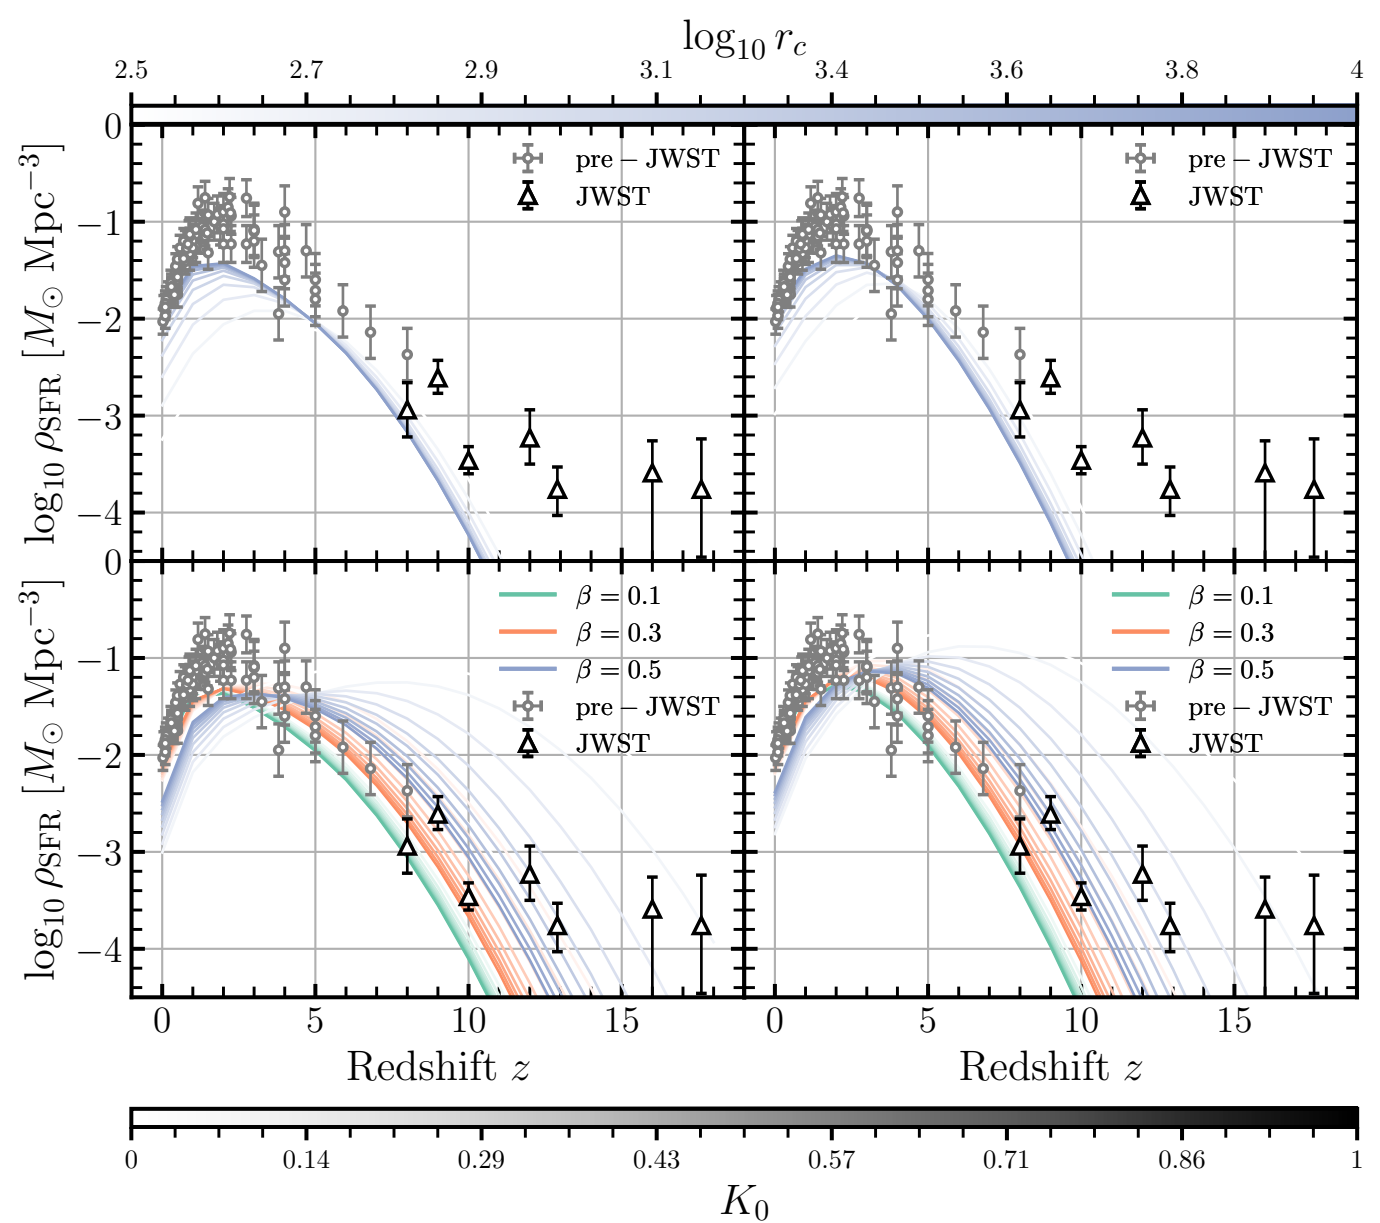 log₁₀ r_c
2.5 2.7 2.9 3.1 3.4 3.6 3.8 4
log₁₀ ρ_SFR [M_⊙ Mpc⁻³]
0
−1
−2
−3
−4
pre − JWST
JWST
pre − JWST
JWST
log₁₀ ρ_SFR [M_⊙ Mpc⁻³]
0
−1
−2
−3
−4
β = 0.1
β = 0.3
β = 0.5
pre − JWST
JWST
β = 0.1
β = 0.3
β = 0.5
pre − JWST
JWST
0 5 10 15
0 5 10 15
Redshift z
Redshift z
0 0.14 0.29 0.43 0.57 0.71 0.86 1
K₀